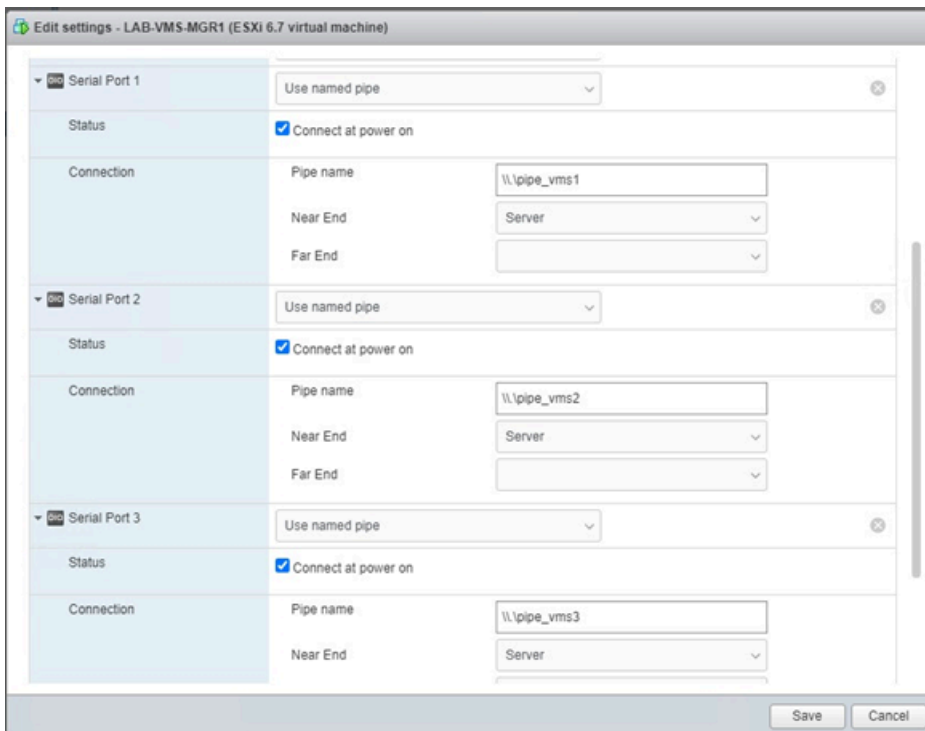 Edit settings - LAB-VMS-MGR1 (ESXi 6.7 virtual machine)
Serial Port 1
Use named pipe
Status
Connect at power on
Connection
Pipe name
\\.\pipe_vms1
Near End
Server
Far End
Serial Port 2
Use named pipe
Status
Connect at power on
Connection
Pipe name
\\.\pipe_vms2
Near End
Server
Far End
Serial Port 3
Use named pipe
Status
Connect at power on
Connection
Pipe name
\\.\pipe_vms3
Near End
Server
Save
Cancel